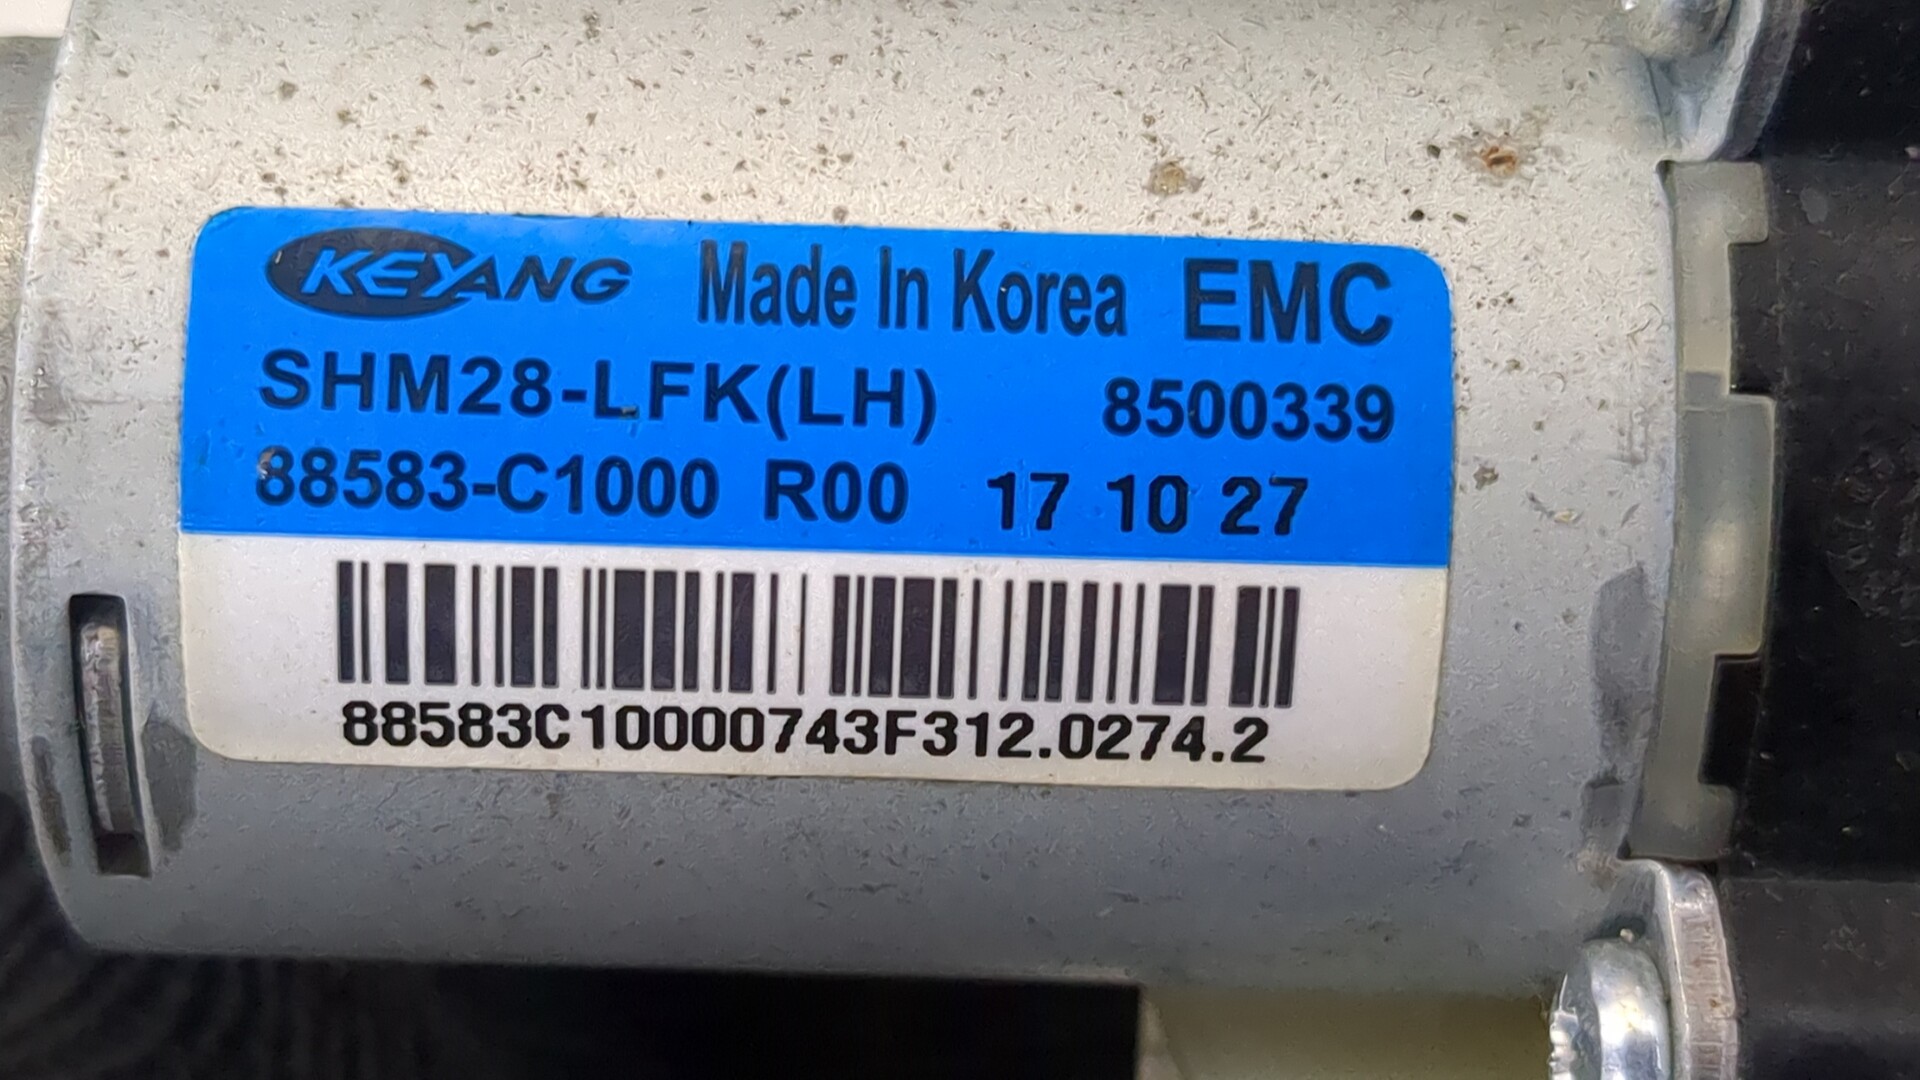 KEYANG Made In Korea EMC
SHM28-LFK(LH) 8500339
88583-C1000 R00 17 10 27
88583C10000743F312.0274.2